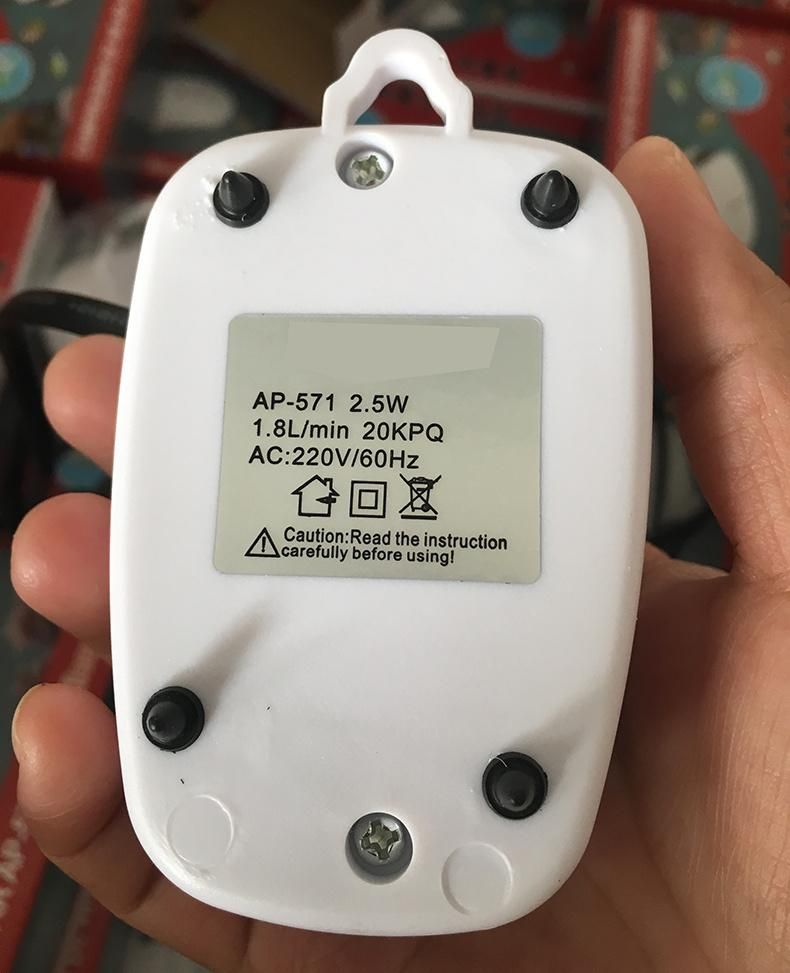 AP-571 2.5W
1.8L/min 20KPQ
AC:220V/60Hz
Caution:Read the instruction
carefully before using!